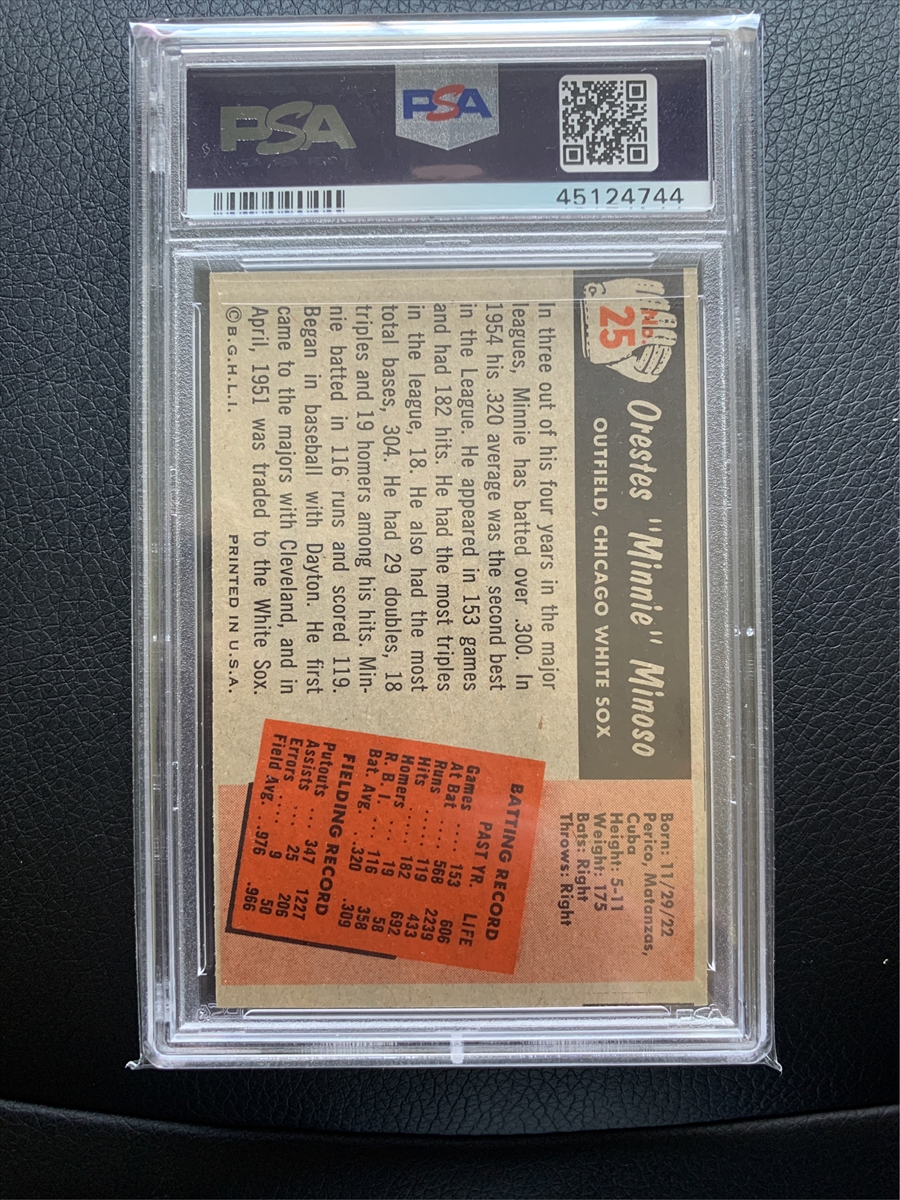 PSA
PSA
45124744
No.
25
Orestes "Minnie" Minoso
OUTFIELD, CHICAGO WHITE SOX
In three out of his four years in the major
leagues, Minnie has batted over .300. In
1954 his .320 average was the second best
in the League. He appeared in 153 games
and had 182 hits. He had the most triples
in the league, 18. He also had the most
total bases, 304. He had 29 doubles, 18
triples and 19 homers among his hits. Min-
nie batted in 116 runs and scored 119.
Began in baseball with Dayton. He first
came to the majors with Cleveland, and in
April, 1951 was traded to the White Sox.
©B.G.H.L.I. PRINTED IN U.S.A.
Born: 11/29/22
Perico, Matanzas,
Cuba
Height: 5-11
Weight: 175
Bats: Right
Throws: Right
BATTING RECORD
PAST YR. LIFE
Games .... 153 606
At Bat .... 568 2239
Runs ..... 119 433
Hits ...... 182 692
Homers .... 19 58
R. B. I. .... 116 358
Bat. Avg. ... .320 .309
FIELDING RECORD
Putouts .... 347 1227
Assists .... 25 206
Errors ..... 9 50
Field Avg. ... .976 .966
PSA